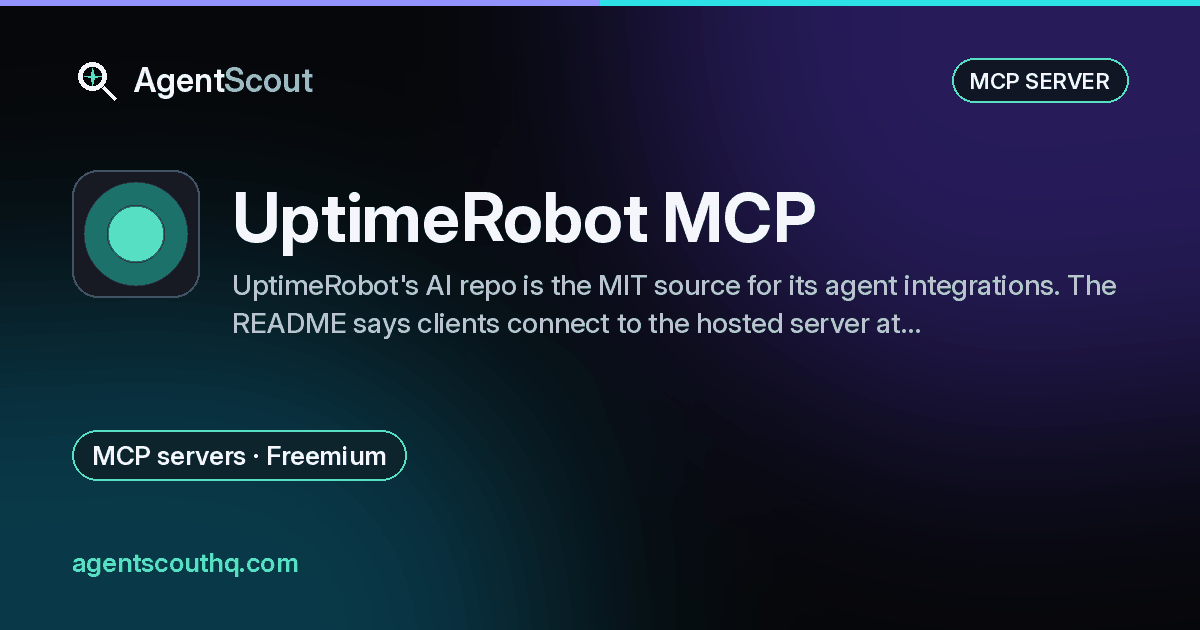 AgentScout
MCP SERVER
UptimeRobot MCP
UptimeRobot's AI repo is the MIT source for its agent integrations. The
README says clients connect to the hosted server at...
MCP servers · Freemium
agentscouthq.com